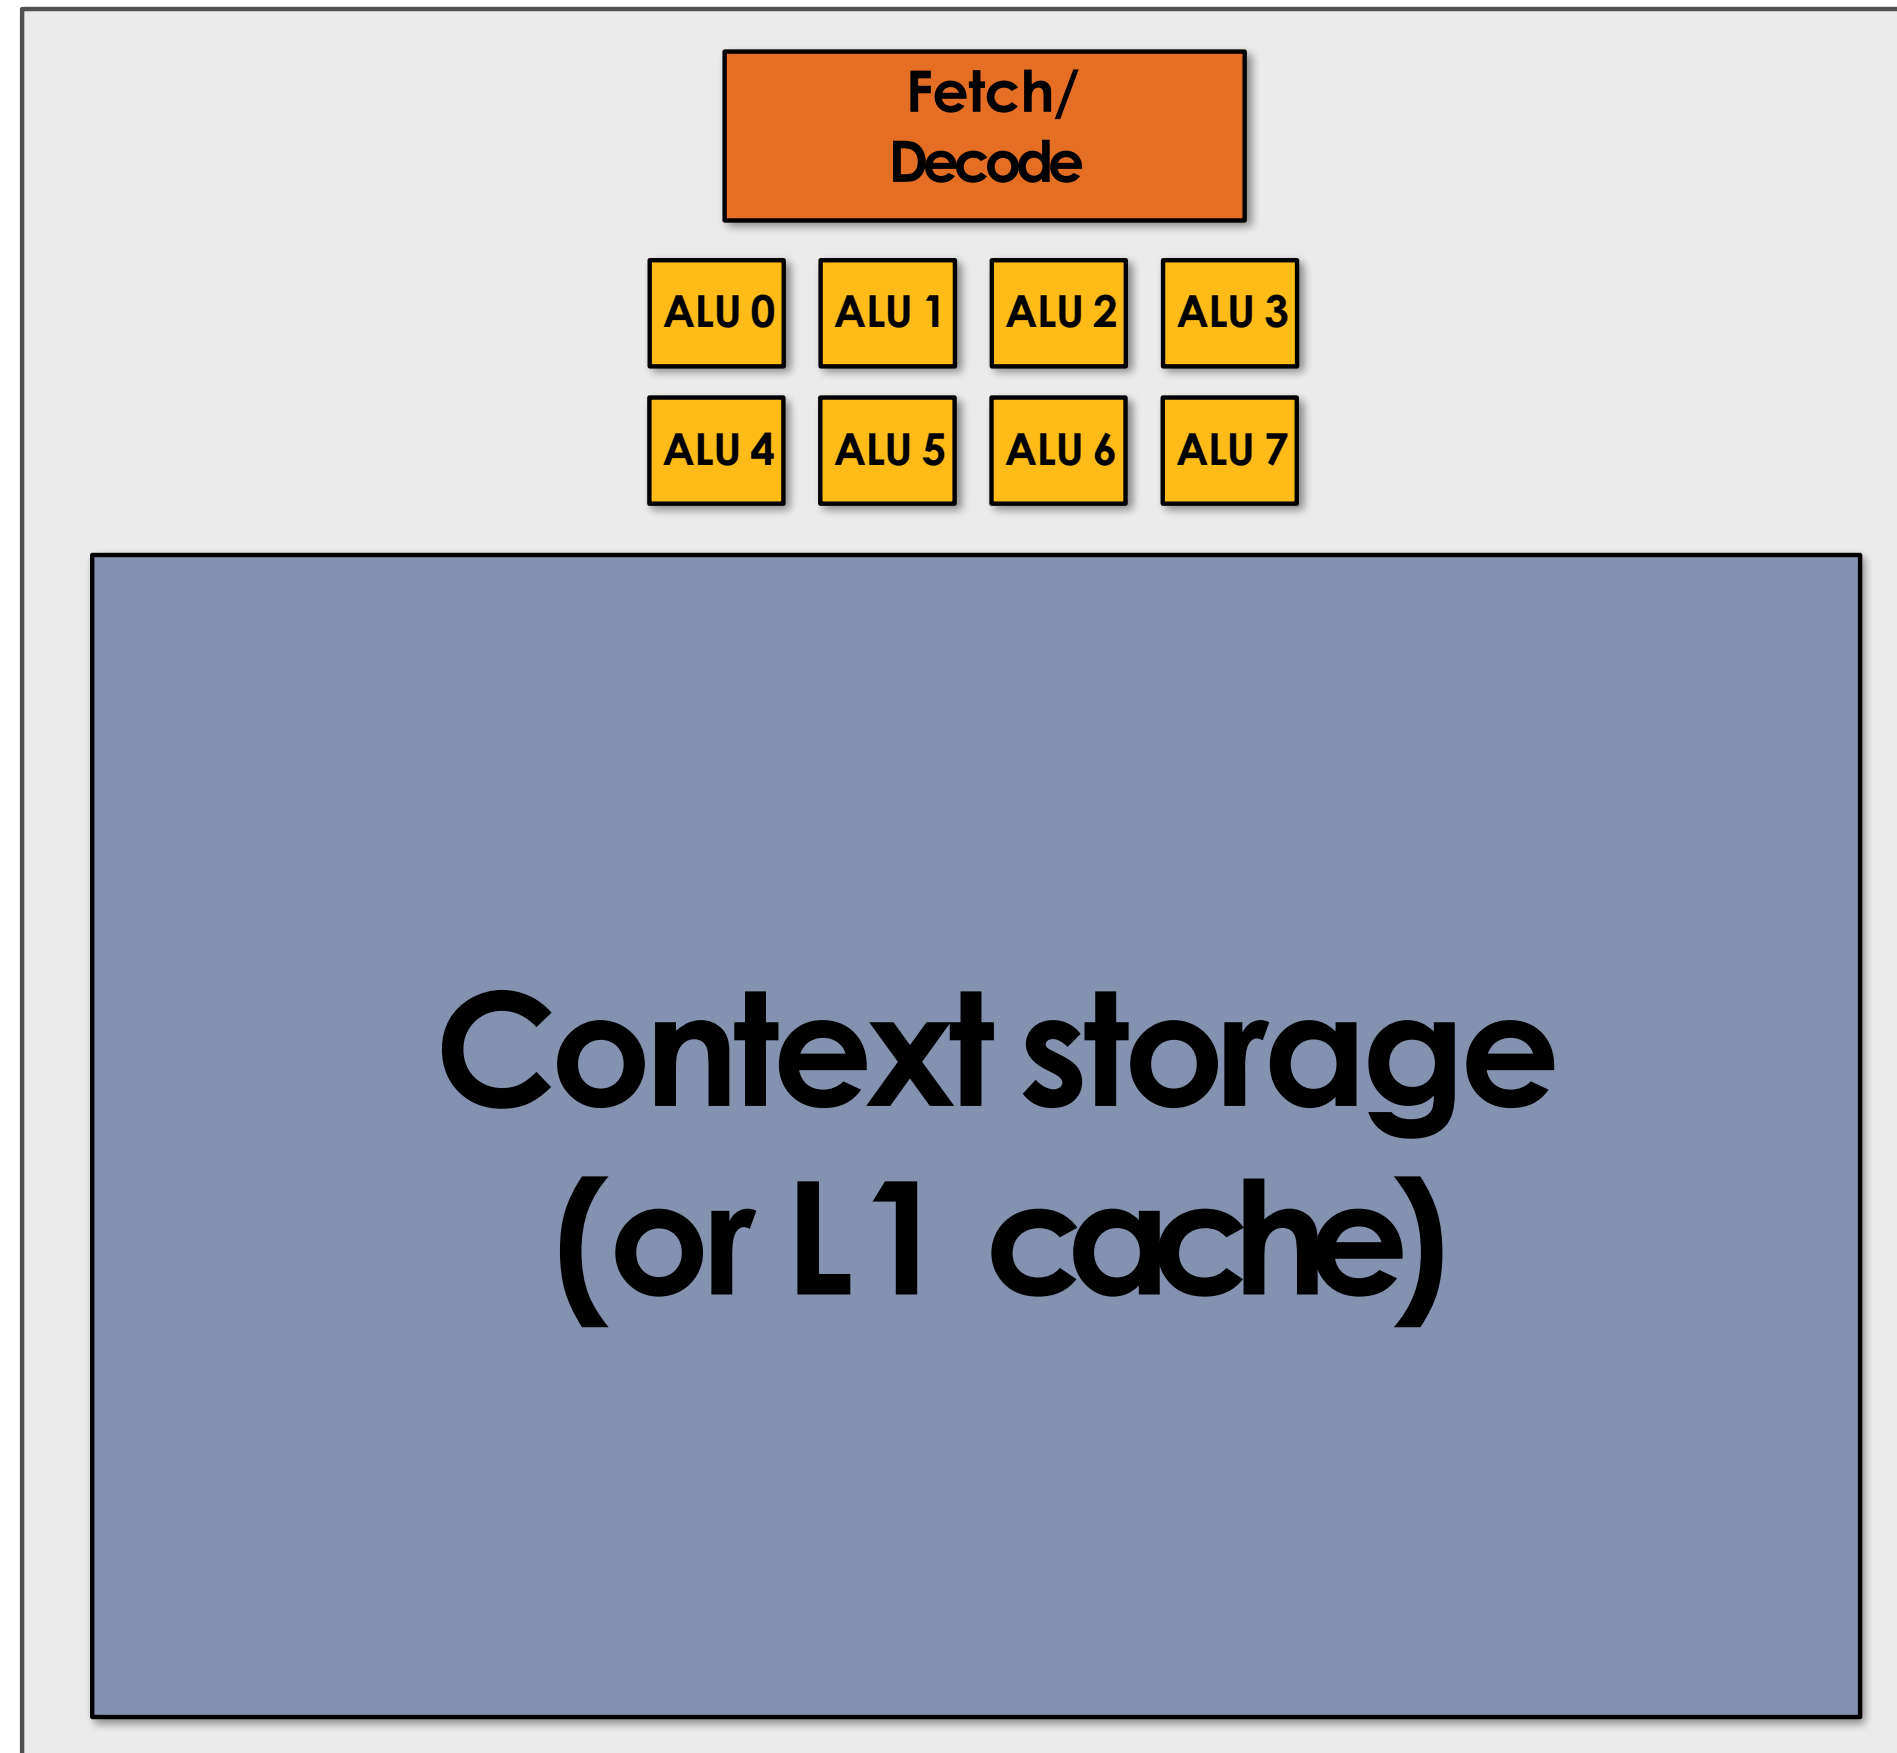 Fetch/
Decode
ALU 0 ALU 1 ALU 2 ALU 3
ALU 4 ALU 5 ALU 6 ALU 7
Context storage
(or L1 cache)